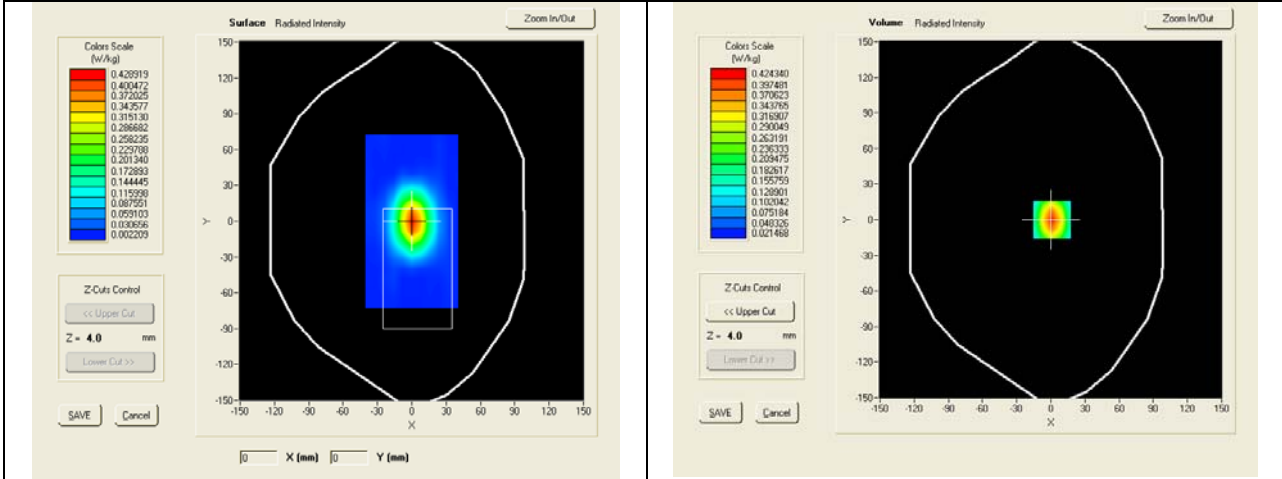 Surface Radiated Intensity
Zoom In/Out
Colors Scale
(W/kg)
0.428919
0.400472
0.372025
0.343577
0.315130
0.286682
0.258235
0.229788
0.201340
0.172893
0.144445
0.115998
0.087551
0.059103
0.030656
0.002209
Z-Cuts Control
<< Upper Cut
Z = 4.0 mm
Lower Cut >>
SAVE Cancel
150
120
90
60
30
0
-30
-60
-90
-120
-150
Y
-150 -120 -90 -60 -30 0 30 60 90 120 150
X
0 X (mm) 0 Y (mm)
Volume Radiated Intensity
Zoom In/Out
Colors Scale
(W/kg)
0.424340
0.397481
0.370623
0.343765
0.316907
0.290049
0.263191
0.236333
0.209475
0.182617
0.155759
0.128901
0.102042
0.075184
0.048326
0.021468
Z-Cuts Control
<< Upper Cut
Z = 4.0 mm
Lower Cut >>
SAVE Cancel
150
120
90
60
30
0
-30
-60
-90
-120
-150
Y
-150 -120 -90 -60 -30 0 30 60 90 120 150
X